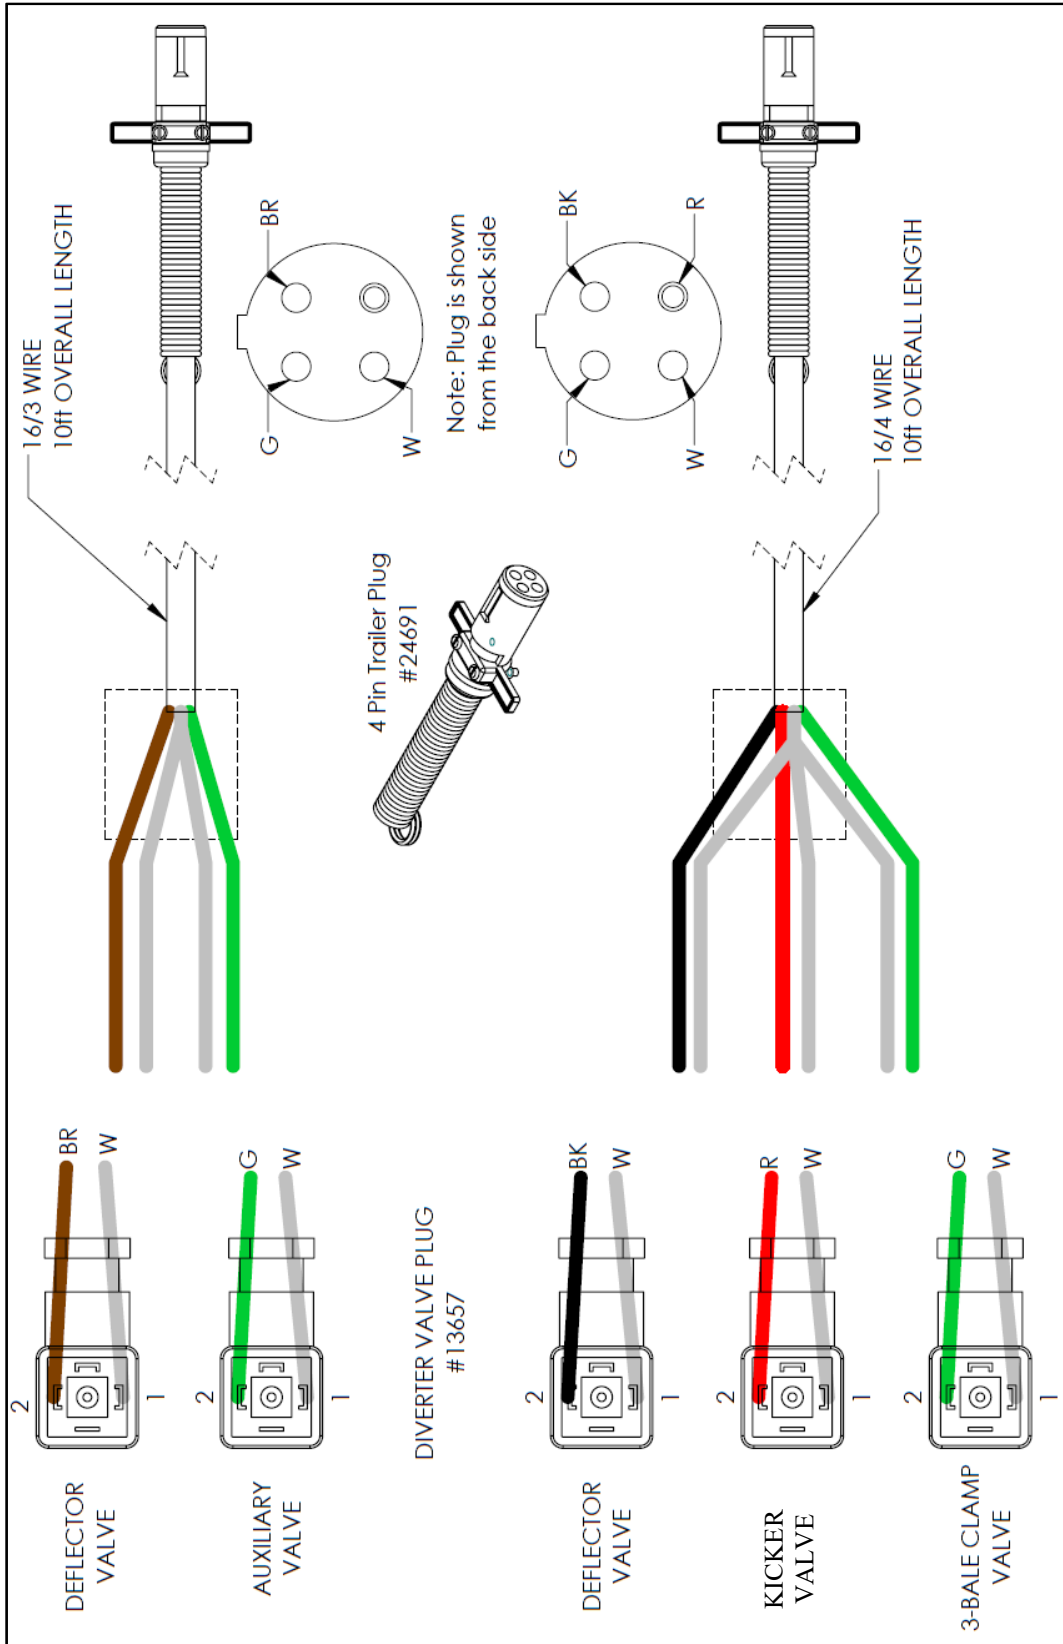 DEFLECTOR
VALVE
2
1
BR
W
AUXILIARY
VALVE
2
1
G
W
16/3 WIRE
10ft OVERALL LENGTH
BR
G
W
DIVERTER VALVE PLUG
#13657
4 Pin Trailer Plug
#24691
Note: Plug is shown
from the back side
DEFLECTOR
VALVE
2
1
BK
W
KICKER
VALVE
2
1
R
W
3-BALE CLAMP
VALVE
2
1
G
W
BK
R
G
W
16/4 WIRE
10ft OVERALL LENGTH